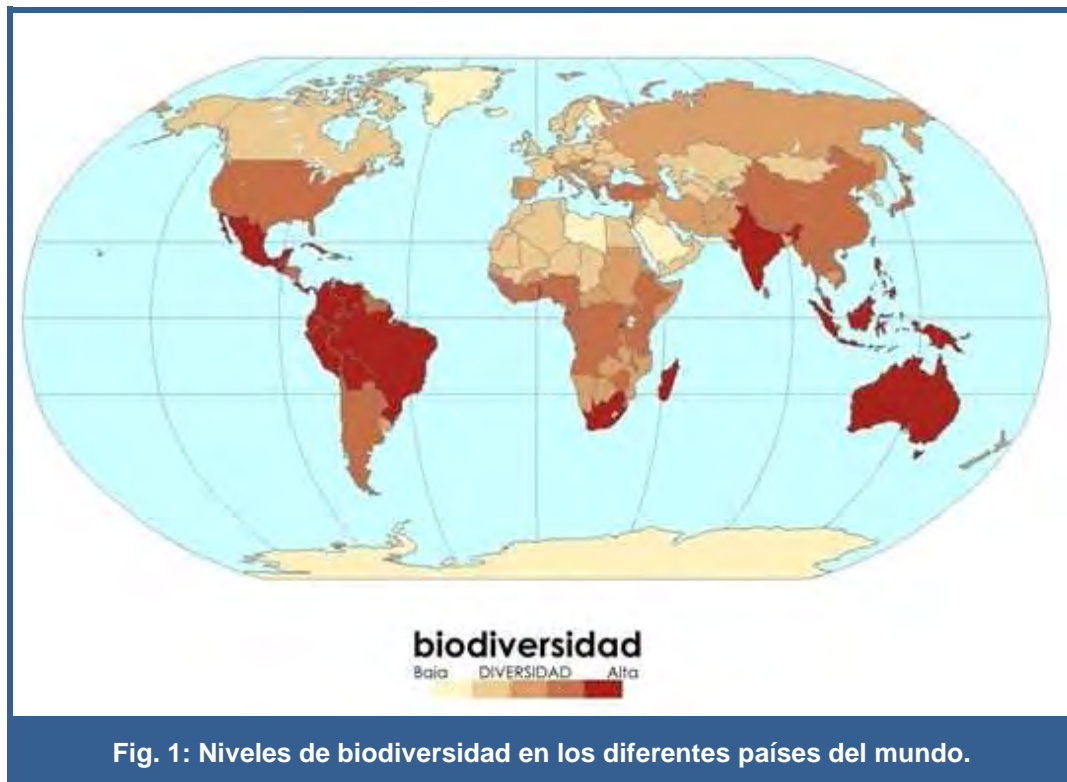 biodiversidad
Baja DIVERSIDAD Alta
Fig. 1: Niveles de biodiversidad en los diferentes países del mundo.